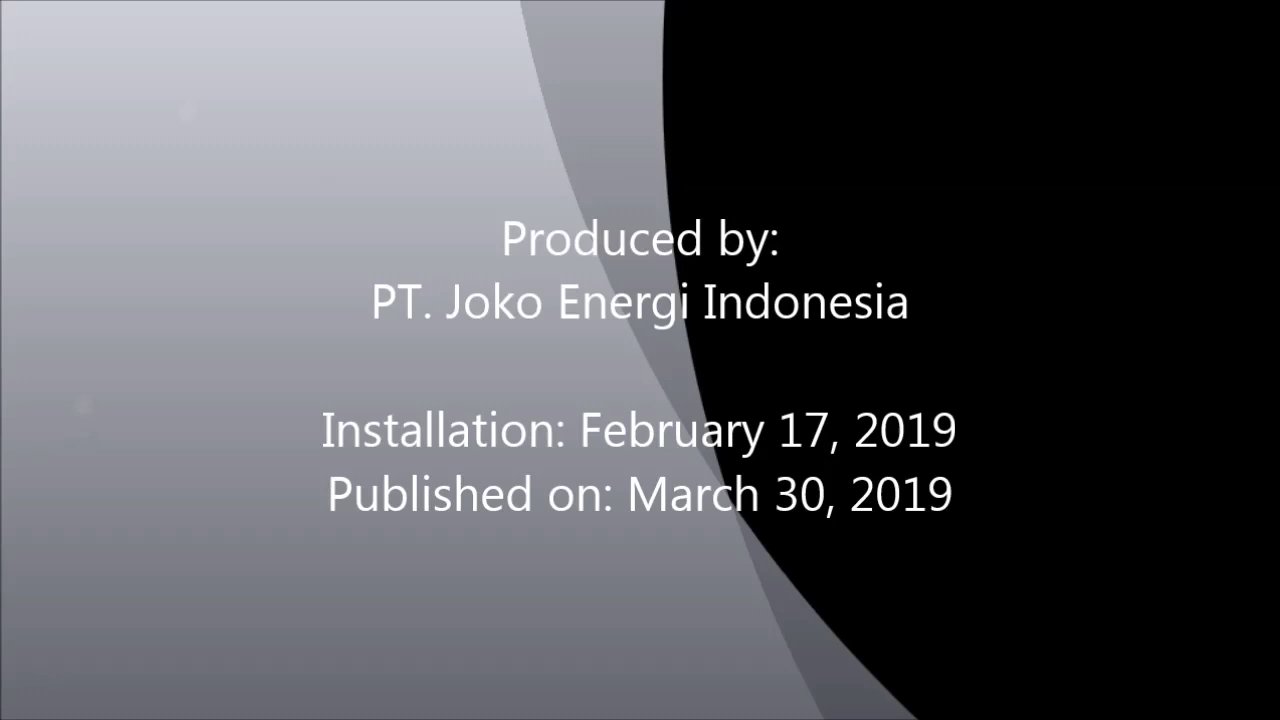 Produced by:
PT. Joko Energi Indonesia
Installation: February 17, 2019
Published on: March 30, 2019